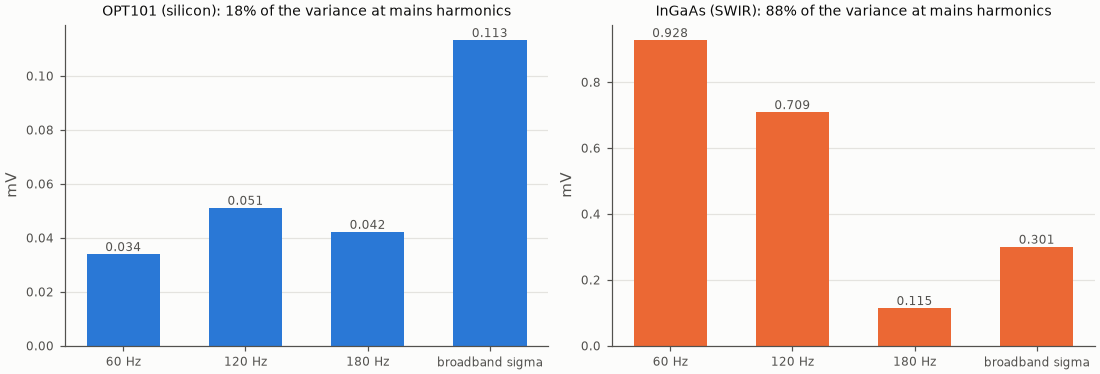 OPT101 (silicon): 18% of the variance at mains harmonics
mV
0.10
0.08
0.06
0.04
0.02
0.00
0.034
0.051
0.042
0.113
60 Hz
120 Hz
180 Hz
broadband sigma
InGaAs (SWIR): 88% of the variance at mains harmonics
mV
0.8
0.6
0.4
0.2
0.0
0.928
0.709
0.115
0.301
60 Hz
120 Hz
180 Hz
broadband sigma